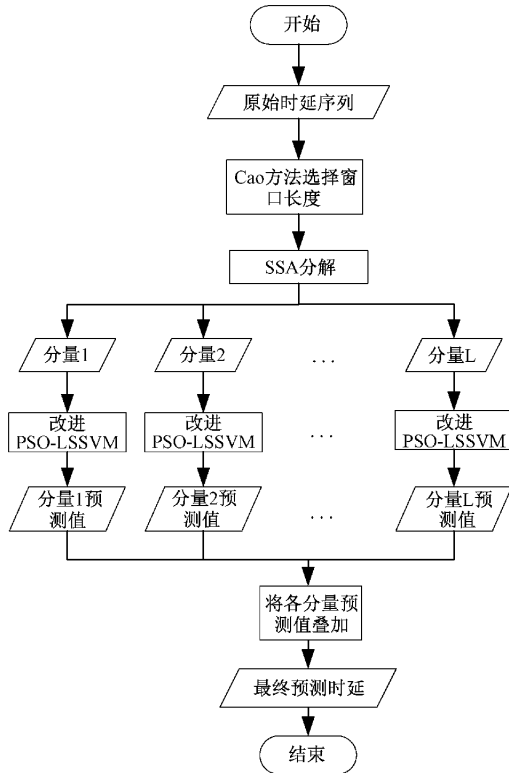 开始
原始时延序列
Cao方法选择窗
口长度
SSA分解
分量1
分量2
...
分量L
改进
PSO-LSSVM
改进
PSO-LSSVM
...
改进
PSO-LSSVM
分量1预
测值
分量2预
测值
...
分量L预
测值
将各分量预
测值叠加
最终预测时延
结束